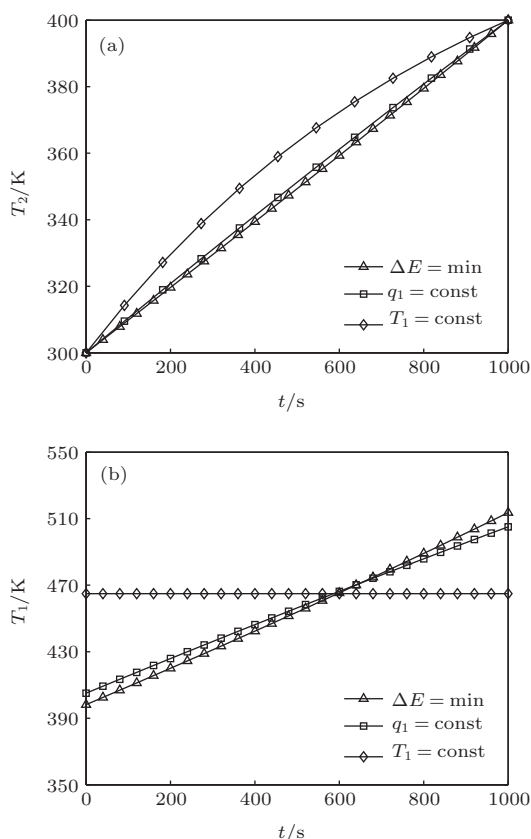 (a)
400
380
360
340
320
300
T₂/K
ΔE = min
q₁ = const
T₁ = const
0 200 400 600 800 1000
t/s
(b)
550
510
470
430
390
350
T₁/K
ΔE = min
q₁ = const
T₁ = const
0 200 400 600 800 1000
t/s